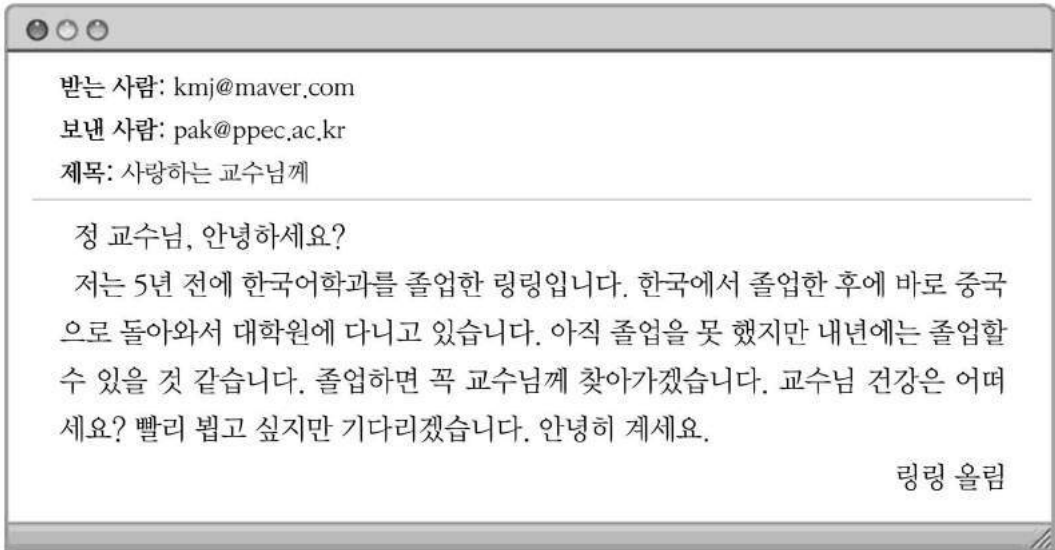 받는 사람: kmj@maver.com
보낸 사람: pak@ppec.ac.kr
제목: 사랑하는 교수님께
정 교수님, 안녕하세요?
저는 5년 전에 한국어학과를 졸업한 링링입니다. 한국에서 졸업한 후에 바로 중국
으로 돌아와서 대학원에 다니고 있습니다. 아직 졸업을 못 했지만 내년에는 졸업할
수 있을 것 같습니다. 졸업하면 꼭 교수님께 찾아가겠습니다. 교수님 건강은 어떠
세요? 빨리 뵙고 싶지만 기다리겠습니다. 안녕히 계세요.
링링 올림